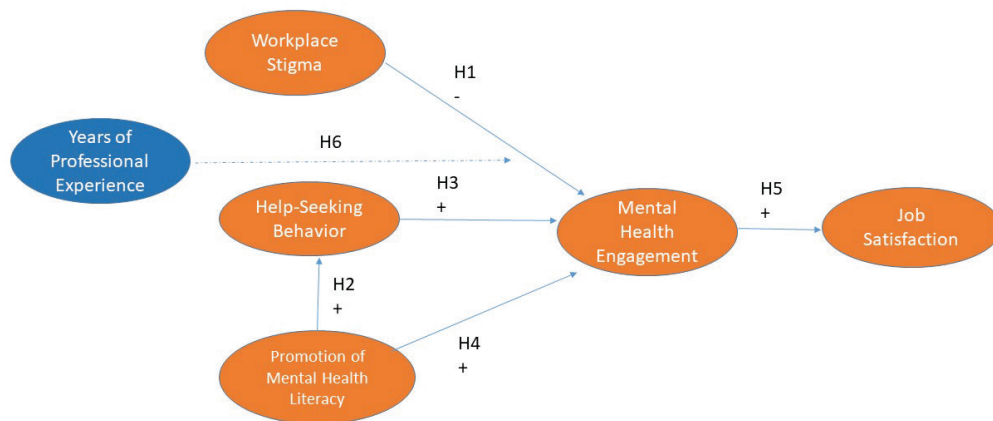 Workplace
Stigma
H1
-
Years of
Professional
Experience
H6
H3
+
Help-Seeking
Behavior
Mental
Health
Engagement
H5
+
Job
Satisfaction
H2
+
H4
+
Promotion of
Mental Health
Literacy